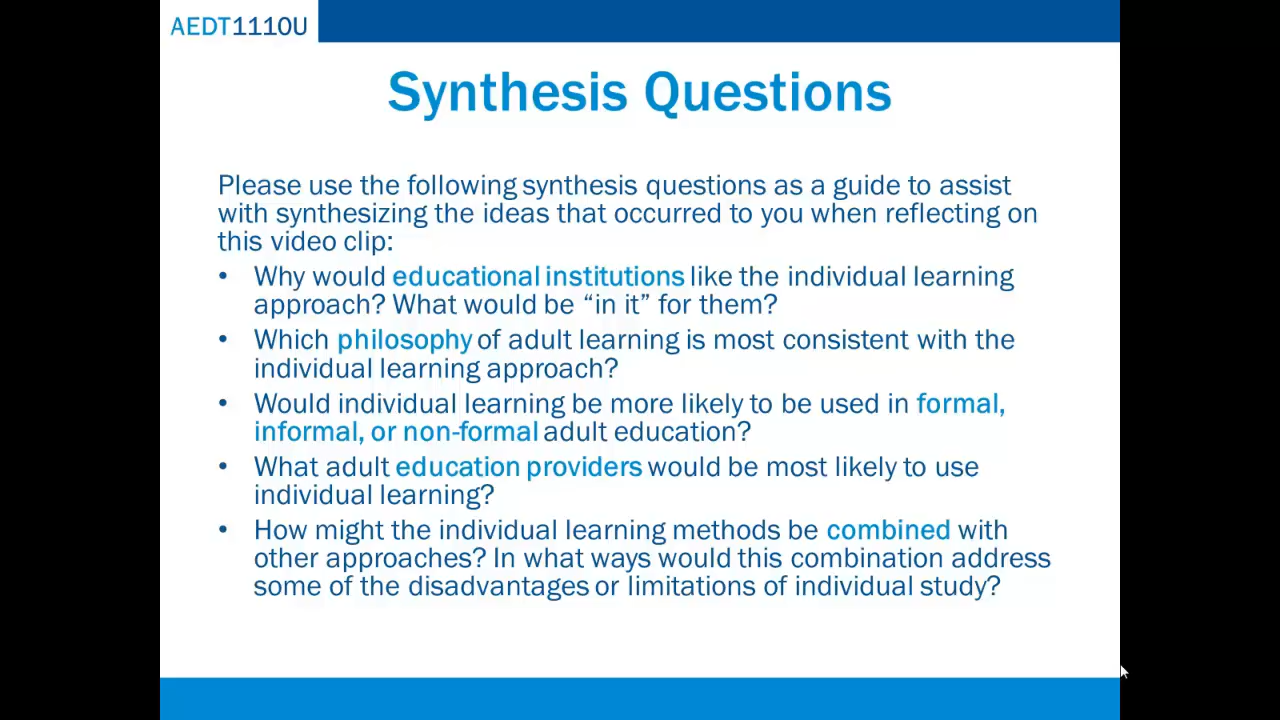 AEDT1110U
Synthesis Questions
Please use the following synthesis questions as a guide to assist
with synthesizing the ideas that occurred to you when reflecting on
this video clip:
• Why would educational institutions like the individual learning
approach? What would be “in it” for them?
• Which philosophy of adult learning is most consistent with the
individual learning approach?
• Would individual learning be more likely to be used in formal,
informal, or non-formal adult education?
• What adult education providers would be most likely to use
individual learning?
• How might the individual learning methods be combined with
other approaches? In what ways would this combination address
some of the disadvantages or limitations of individual study?